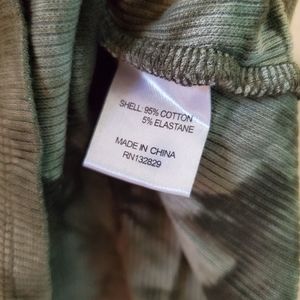 SHELL: 95% COTTON
5% ELASTANE
MADE IN CHINA
RN132829